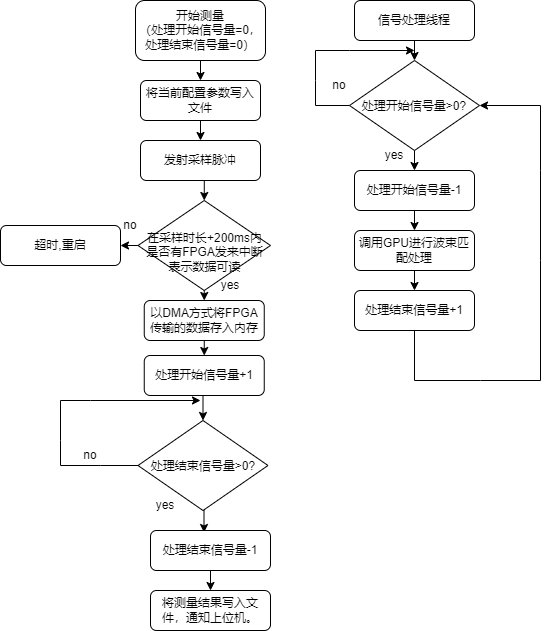 开始测量
（处理开始信号量=0，
处理结束信号量=0）
将当前配置参数写入
文件
发射采样脉冲
在采样时长+200ms内
是否有FPGA发来中断
表示数据可读
no
超时,重启
yes
以DMA方式将FPGA
传输的数据存入内存
处理开始信号量+1
处理结束信号量>0?
no
yes
处理结束信号量-1
将测量结果写入文
件，通知上位机。
信号处理线程
处理开始信号量>0?
no
yes
处理开始信号量-1
调用GPU进行波束匹
配处理
处理结束信号量+1